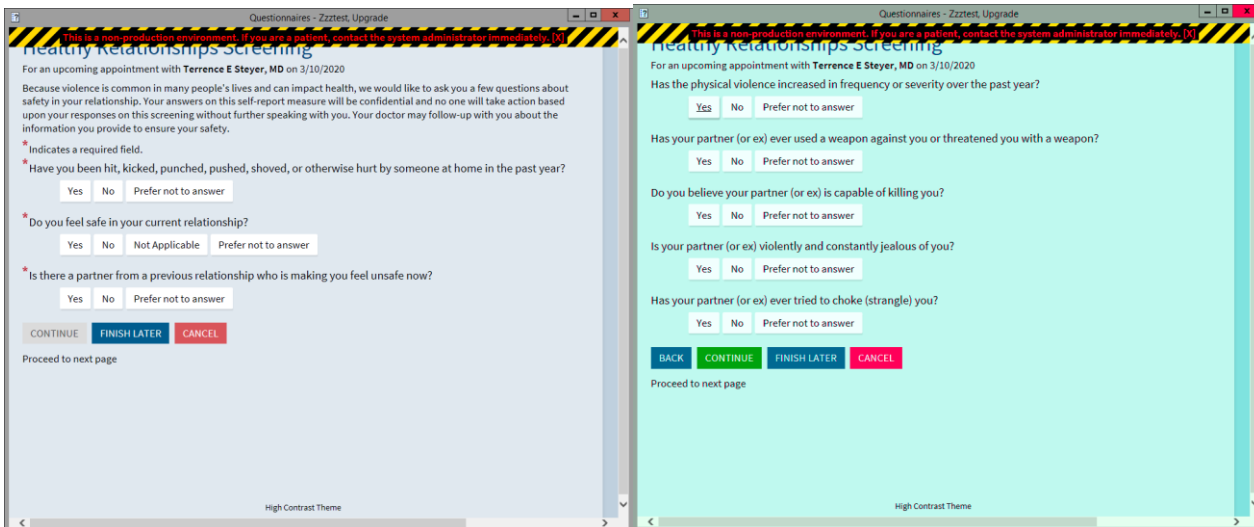 Questionnaires - Zzztest, Upgrade
This is a non-production environment. If you are a patient, contact the system administrator immediately. [X]
Healthy Relationships Screening
For an upcoming appointment with Terrence E Steyer, MD on 3/10/2020
Because violence is common in many people's lives and can impact health, we would like to ask you a few questions about
safety in your relationship. Your answers on this self-report measure will be confidential and no one will take action based
upon your responses on this screening without further speaking with you. Your doctor may follow-up with you about the
information you provide to ensure your safety.
*Indicates a required field.
*Have you been hit, kicked, punched, pushed, shoved, or otherwise hurt by someone at home in the past year?
Yes No Prefer not to answer
*Do you feel safe in your current relationship?
Yes No Not Applicable Prefer not to answer
*Is there a partner from a previous relationship who is making you feel unsafe now?
Yes No Prefer not to answer
CONTINUE FINISH LATER CANCEL
Proceed to next page
High Contrast Theme
Questionnaires - Zzztest, Upgrade
This is a non-production environment. If you are a patient, contact the system administrator immediately. [X]
Healthy Relationships Screening
For an upcoming appointment with Terrence E Steyer, MD on 3/10/2020
Has the physical violence increased in frequency or severity over the past year?
Yes No Prefer not to answer
Has your partner (or ex) ever used a weapon against you or threatened you with a weapon?
Yes No Prefer not to answer
Do you believe your partner (or ex) is capable of killing you?
Yes No Prefer not to answer
Is your partner (or ex) violently and constantly jealous of you?
Yes No Prefer not to answer
Has your partner (or ex) ever tried to choke (strangle) you?
Yes No Prefer not to answer
BACK CONTINUE FINISH LATER CANCEL
Proceed to next page
High Contrast Theme